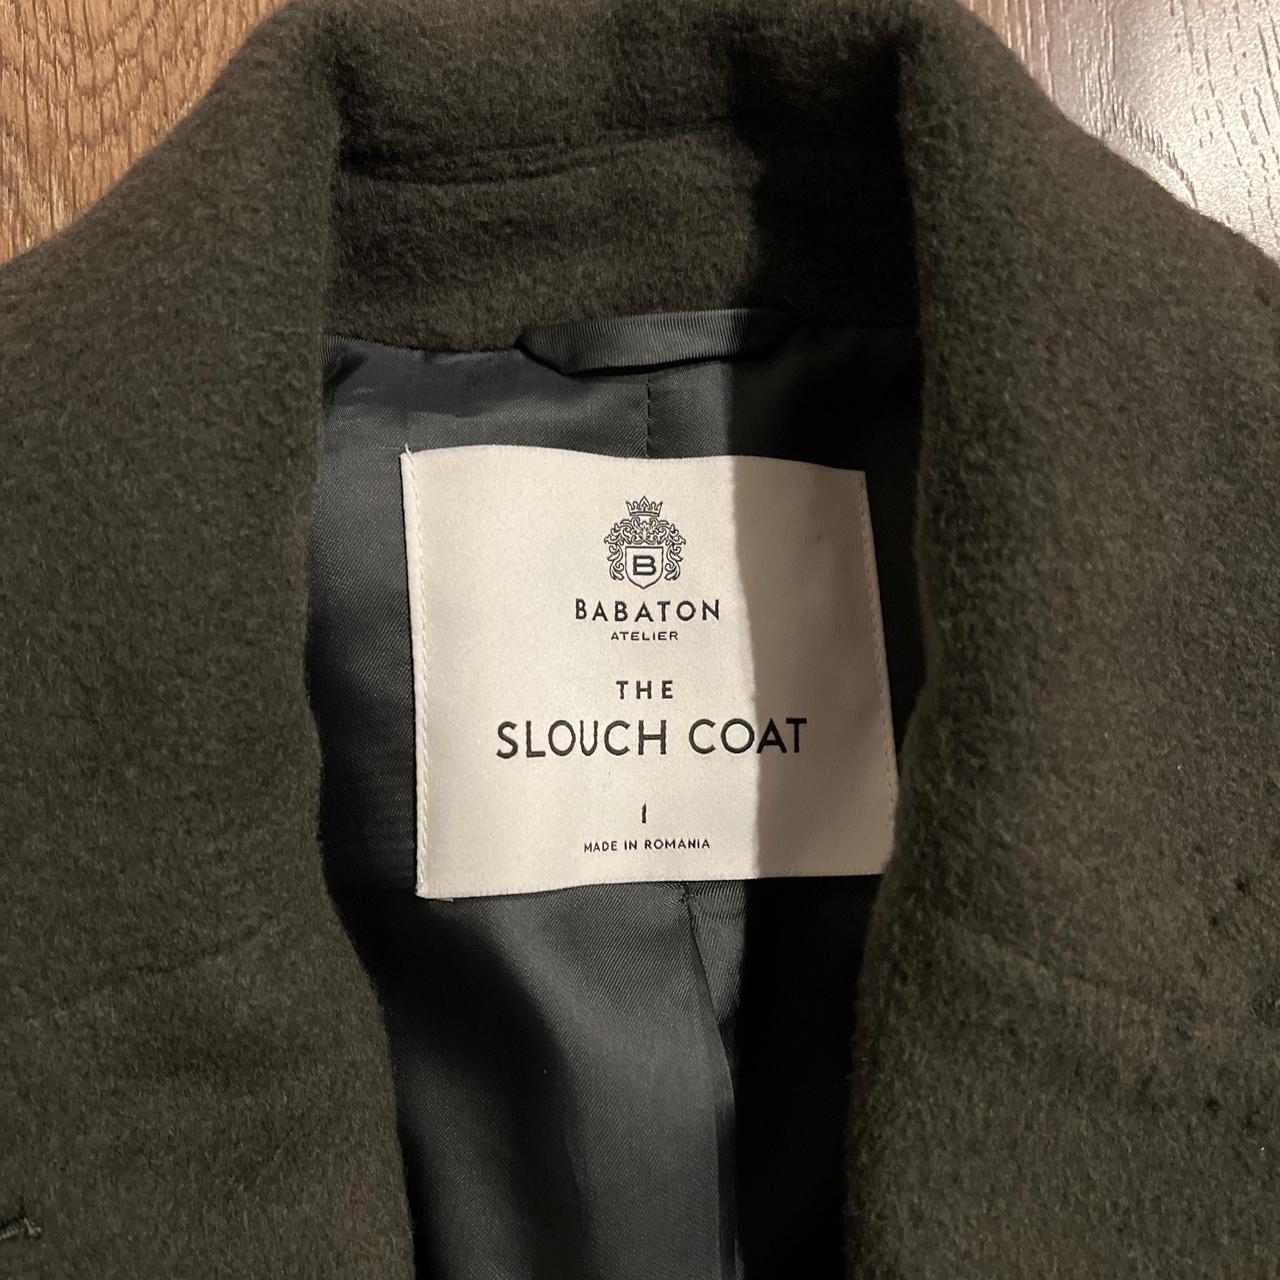 B
BABATON
ATELIER
THE
SLOUCH COAT
1
MADE IN ROMANIA